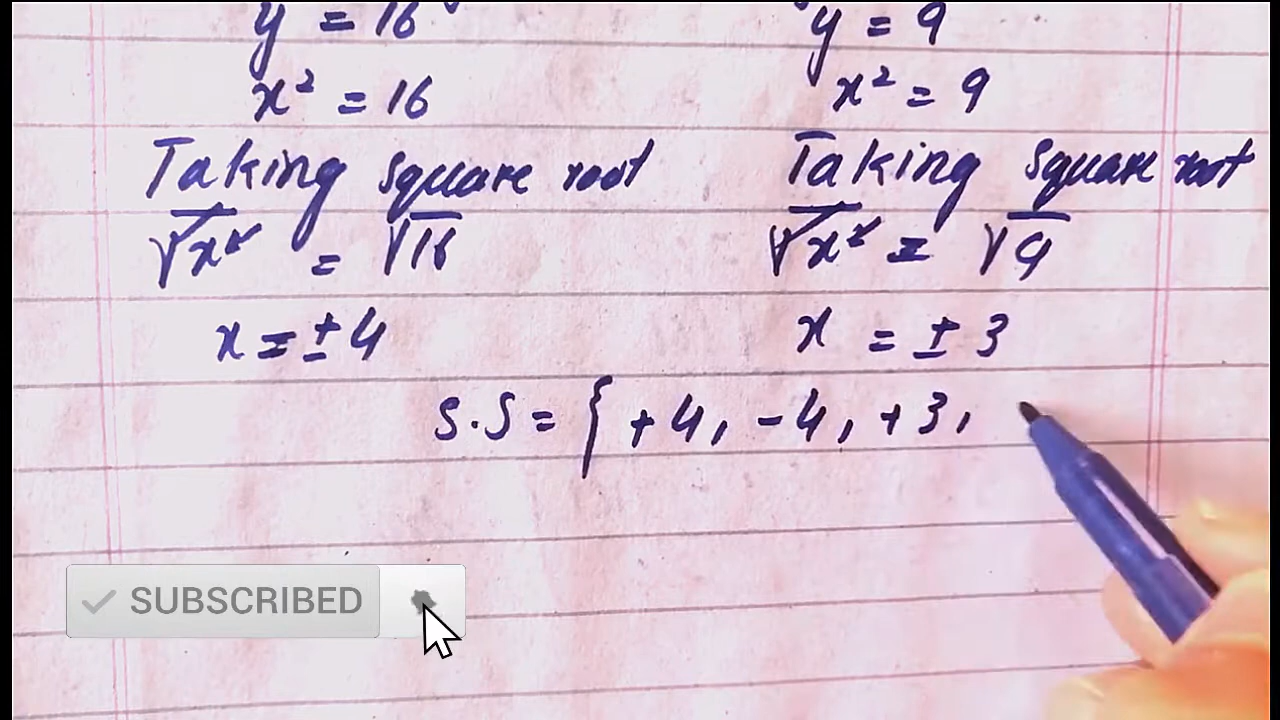 y = 16 y = 9
x² = 16 x² = 9
Taking square root Taking square root
√x² = √16 √x² = √9
x = ± 4 x = ± 3
S.S = { +4, -4, +3,
SUBSCRIBED